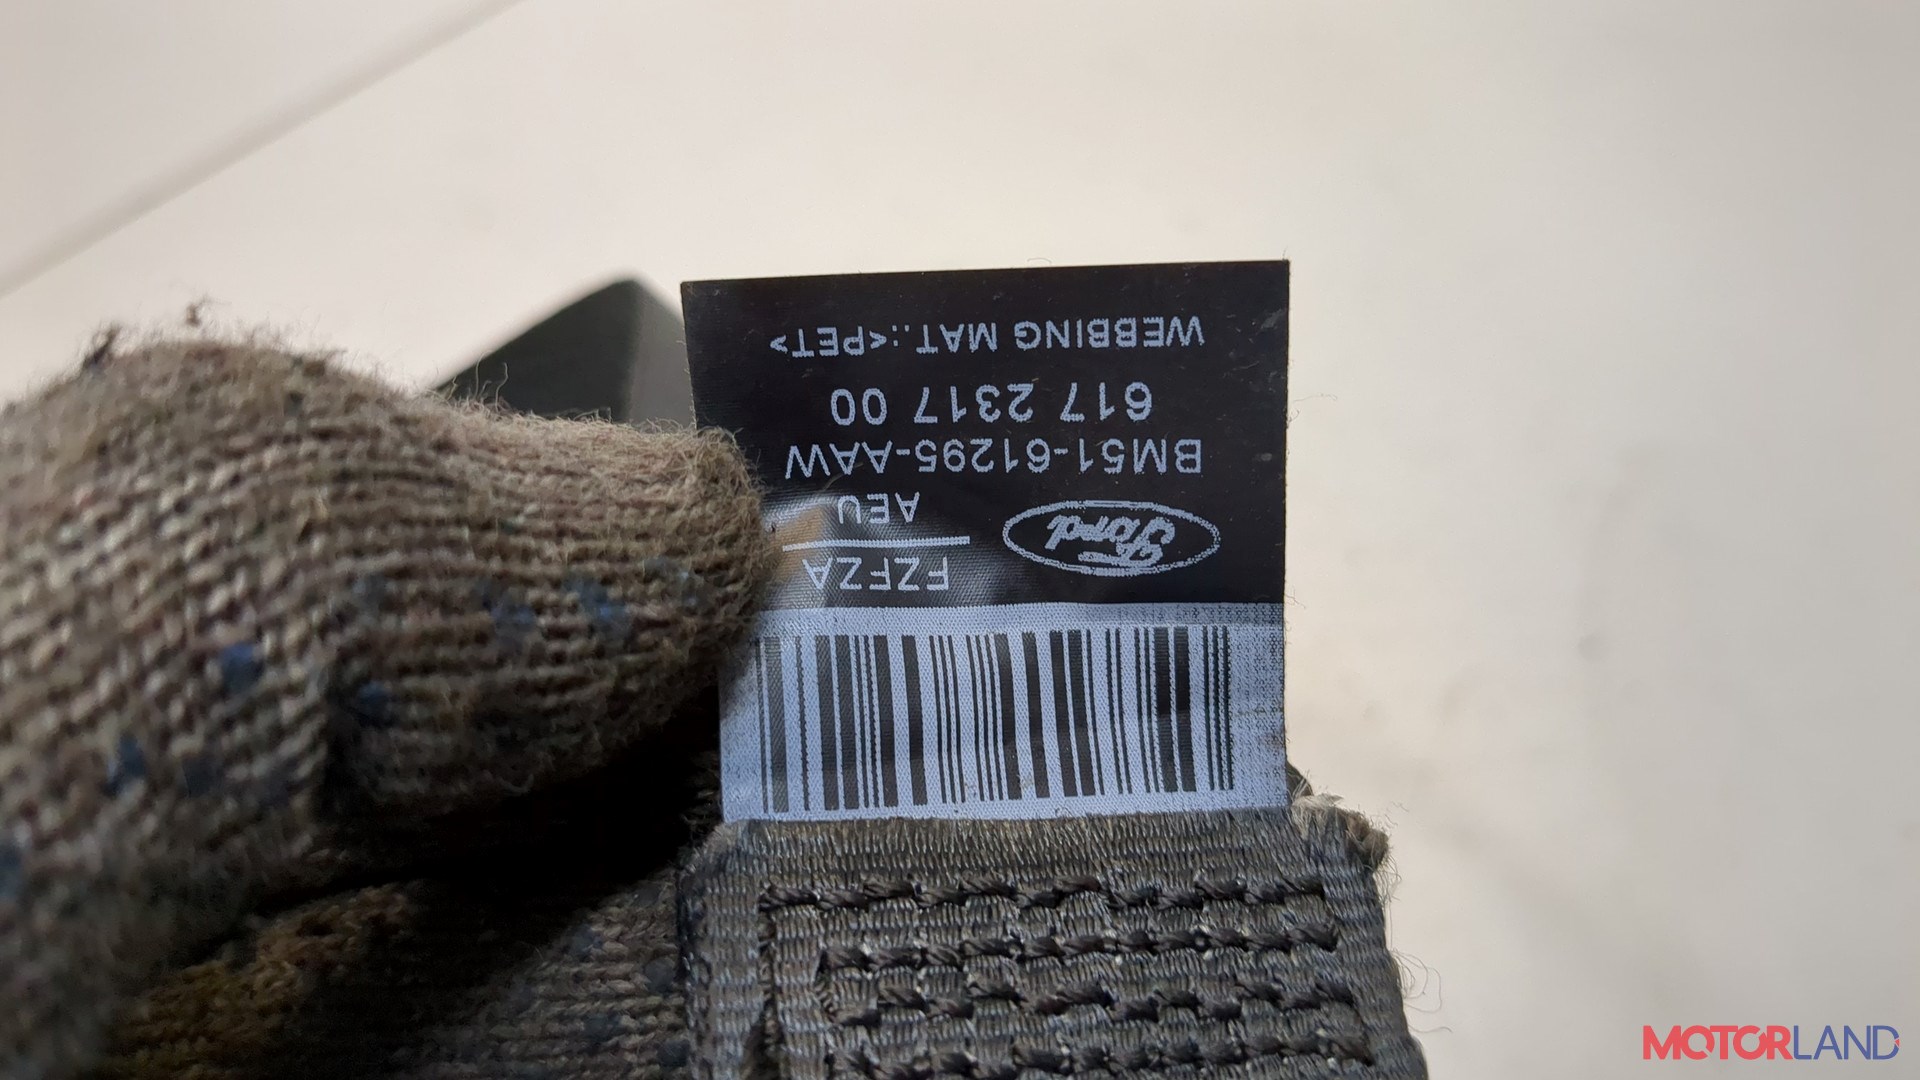 FZFZA
AEU
Ford
BM51-61295-AAW
617 2317 00
WEBBING MAT.:<PET>
MOTORLAND